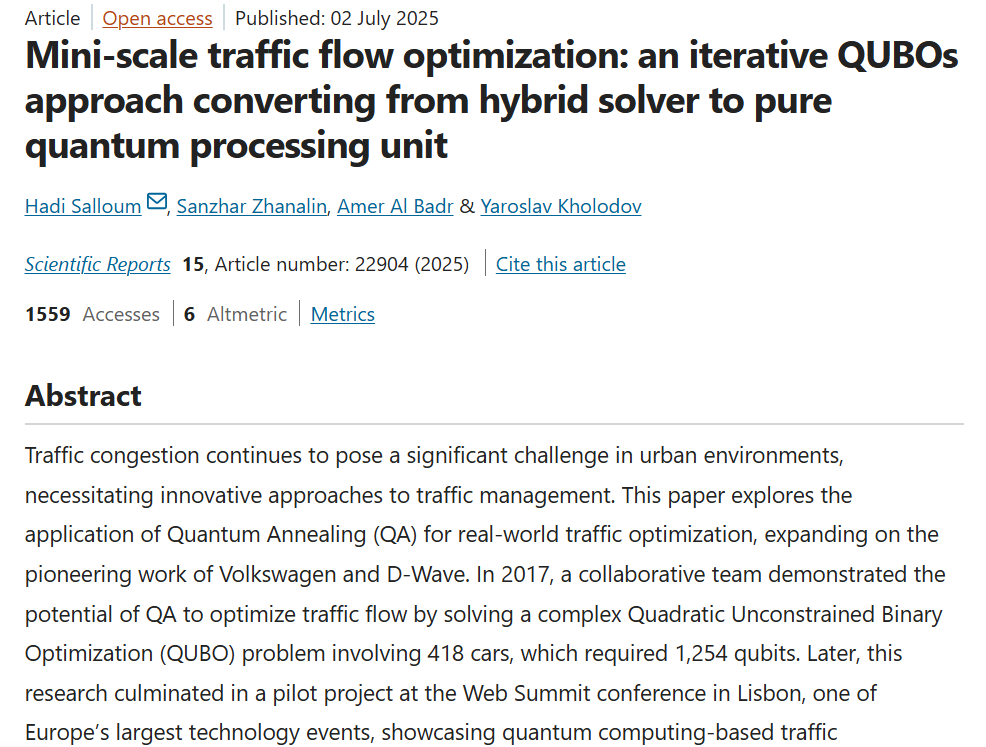 Article Open access Published: 02 July 2025
Mini-scale traffic flow optimization: an iterative QUBOs
approach converting from hybrid solver to pure
quantum processing unit
Hadi Salloum, Sanzhar Zhanalin, Amer Al Badr & Yaroslav Kholodov
Scientific Reports 15, Article number: 22904 (2025) Cite this article
1559 Accesses 6 Altmetric Metrics
Abstract
Traffic congestion continues to pose a significant challenge in urban environments,
necessitating innovative approaches to traffic management. This paper explores the
application of Quantum Annealing (QA) for real-world traffic optimization, expanding on the
pioneering work of Volkswagen and D-Wave. In 2017, a collaborative team demonstrated the
potential of QA to optimize traffic flow by solving a complex Quadratic Unconstrained Binary
Optimization (QUBO) problem involving 418 cars, which required 1,254 qubits. Later, this
research culminated in a pilot project at the Web Summit conference in Lisbon, one of
Europe’s largest technology events, showcasing quantum computing-based traffic